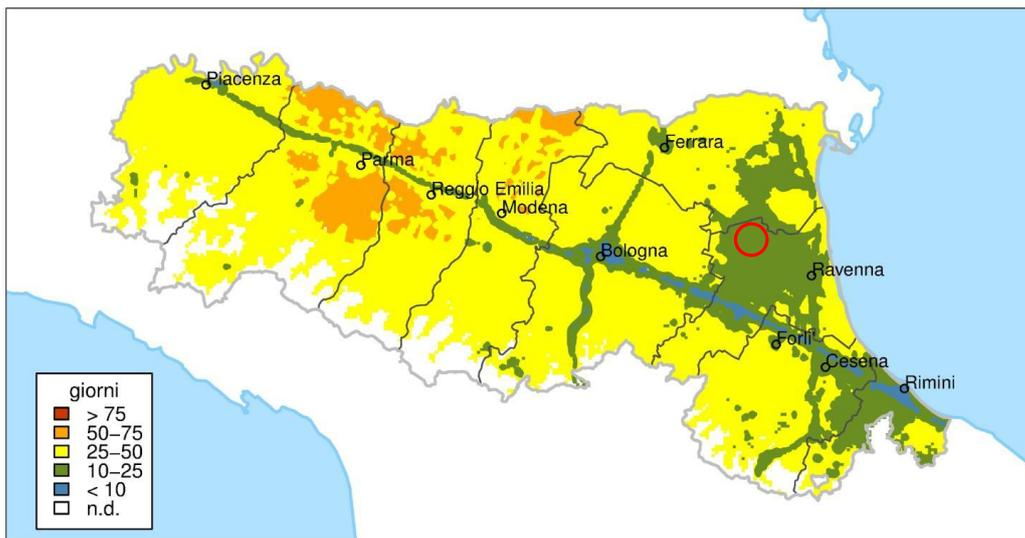 Piacenza
Parma
Reggio Emilia
Modena
Ferrara
Bologna
Ravenna
Forlì
Cesena
Rimini
giorni
> 75
50–75
25–50
10–25
< 10
n.d.